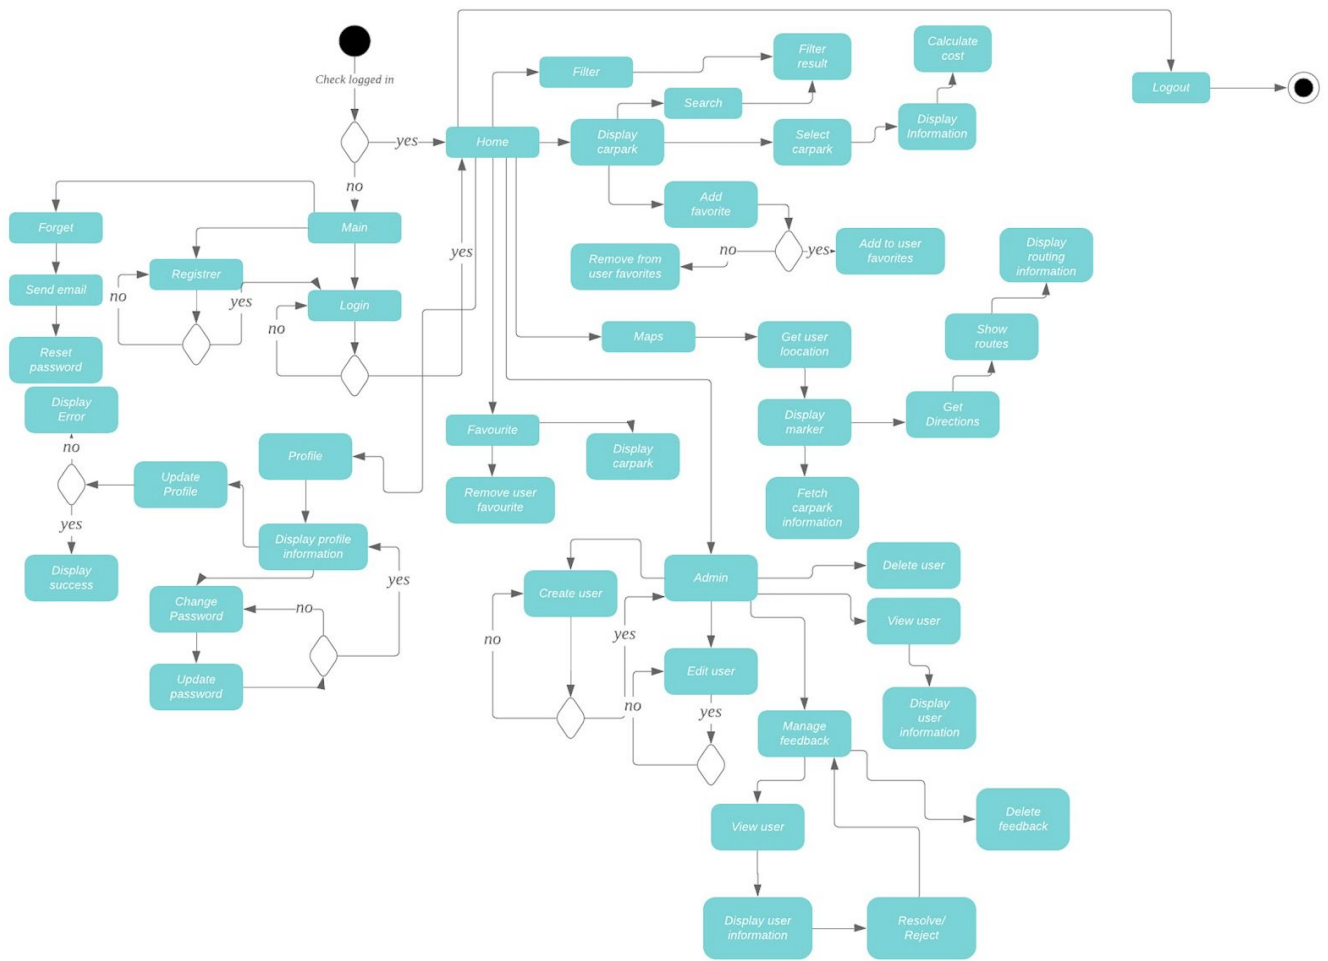 Check logged in
yes
no
Home
Filter
Filter
result
Search
Display
carpark
Select
carpark
Display
Information
Calculate
cost
Logout
Add
favorite
no
yes
Remove from
user favorites
Add to user
favorites
Main
Forget
Send email
Reset
password
Registrer
no
yes
Login
no
yes
Maps
Get user
loocation
Display
marker
Get
Directions
Show
routes
Display
routing
information
Fetch
carpark
information
Favourite
Display
carpark
Remove user
favourite
Profile
Display profile
information
Update
Profile
Display
Error
no
yes
Display
success
Change
Password
Update
password
no
yes
Admin
Create user
no
yes
Edit user
no
yes
Delete user
View user
Display
user
information
Manage
feedback
View user
Display user
information
Resolve/
Reject
Delete
feedback